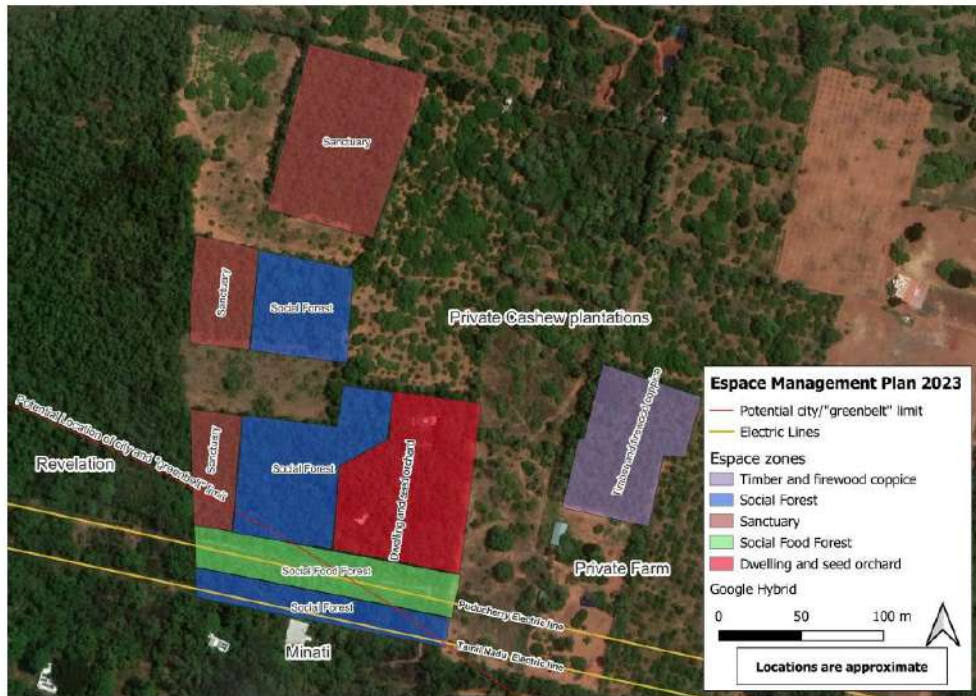 Sanctuary
Sanctuary
Social Forest
Private Cashew plantations
Timber and firewood coppice
Potential Location of city and "greenbelt" limit
Revelation
Sanctuary
Social Forest
Dwelling and seed orchard
Social Food Forest
Social Forest
Private Farm
Puducherry Electric line
Tamil Nadu Electric line
Minati
Espace Management Plan 2023
Potential city/"greenbelt" limit
Electric Lines
Espace zones
Timber and firewood coppice
Social Forest
Sanctuary
Social Food Forest
Dwelling and seed orchard
Google Hybrid
0 50 100 m
Locations are approximate